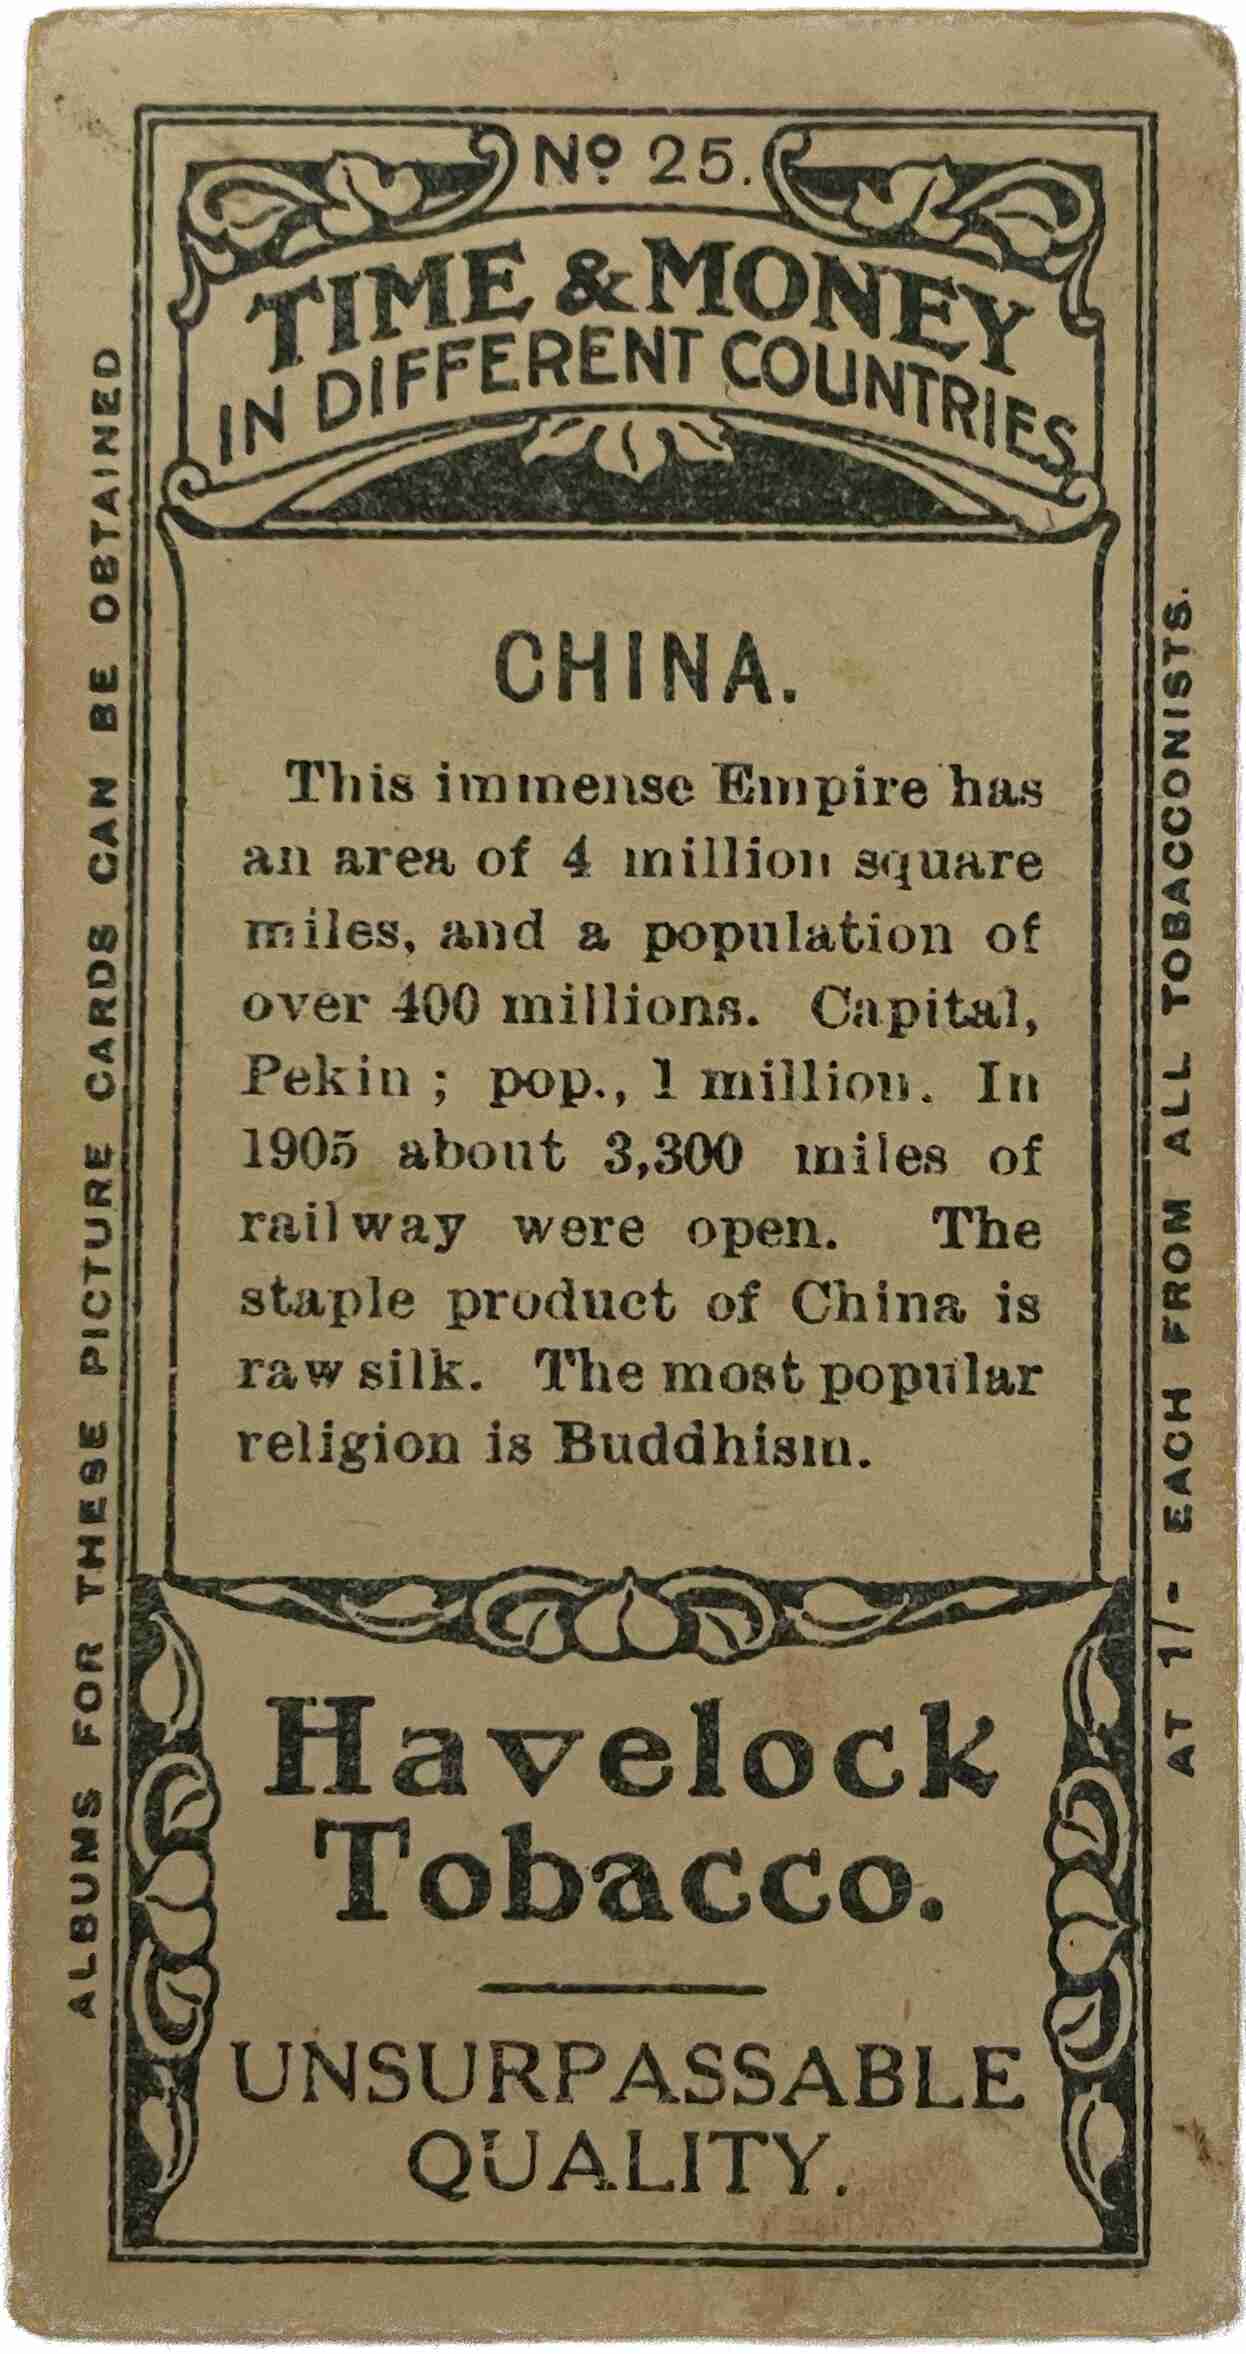 No 25.
TIME & MONEY
IN DIFFERENT COUNTRIES
CHINA.
This immense Empire has
an area of 4 million square
miles, and a population of
over 400 millions. Capital,
Pekin ; pop., 1 million. In
1905 about 3,300 miles of
railway were open. The
staple product of China is
raw silk. The most popular
religion is Buddhism.
Havelock
Tobacco.
UNSURPASSABLE
QUALITY.
ALBUMS FOR THESE PICTURE CARDS CAN BE OBTAINED
AT 1/- EACH FROM ALL TOBACCONISTS.